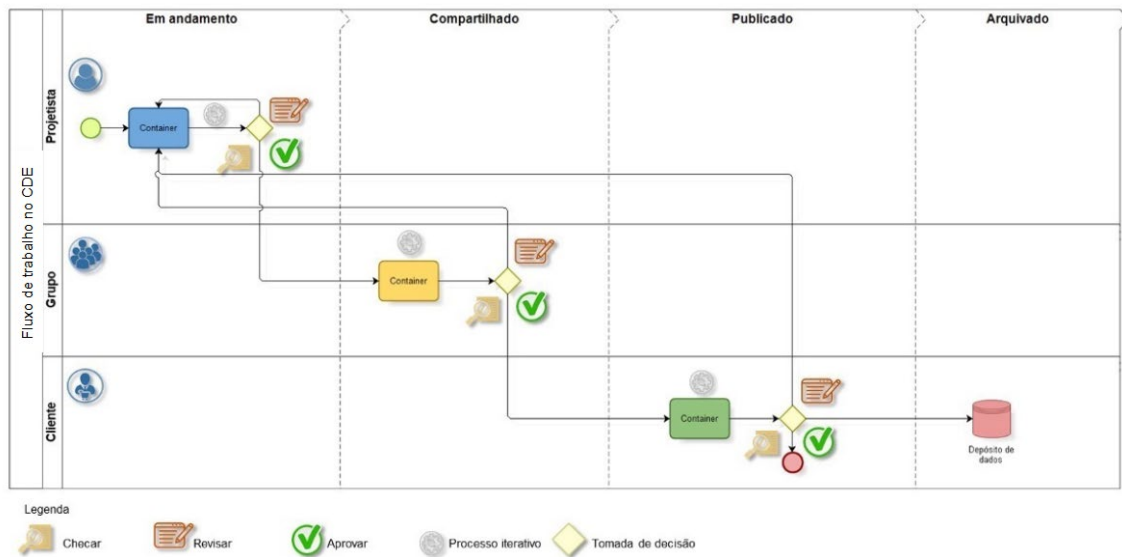 Em andamento
Compartilhado
Publicado
Arquivado
Fluxo de trabalho no CDE
Projetista
Container
Grupo
Container
Cliente
Container
Depósito de
dados
Legenda
Checar
Revisar
Aprovar
Processo iterativo
Tomada de decisão